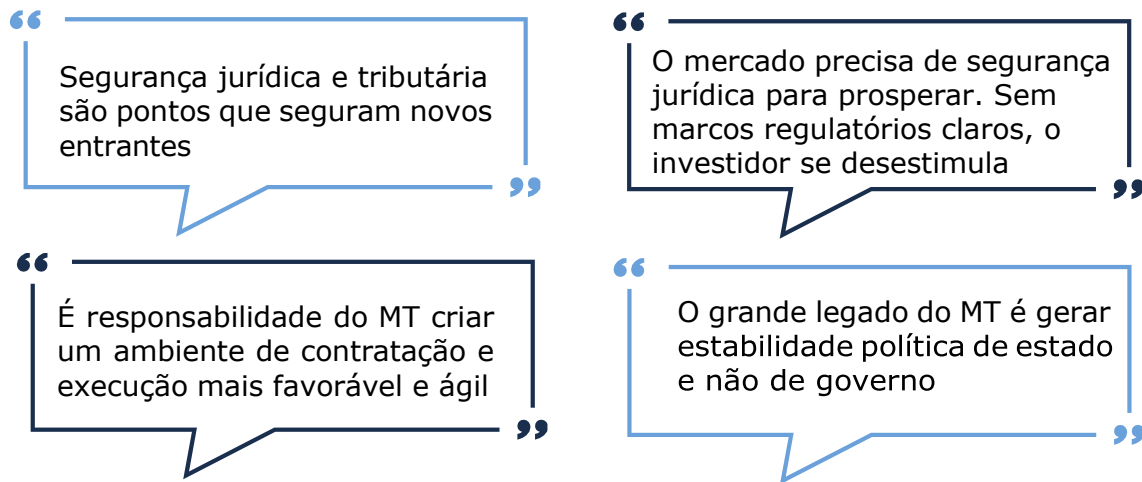 Segurança jurídica e tributária
são pontos que seguram novos
entrantes
O mercado precisa de segurança
jurídica para prosperar. Sem
marcos regulatórios claros, o
investidor se desestimula
É responsabilidade do MT criar
um ambiente de contratação e
execução mais favorável e ágil
O grande legado do MT é gerar
estabilidade política de estado
e não de governo